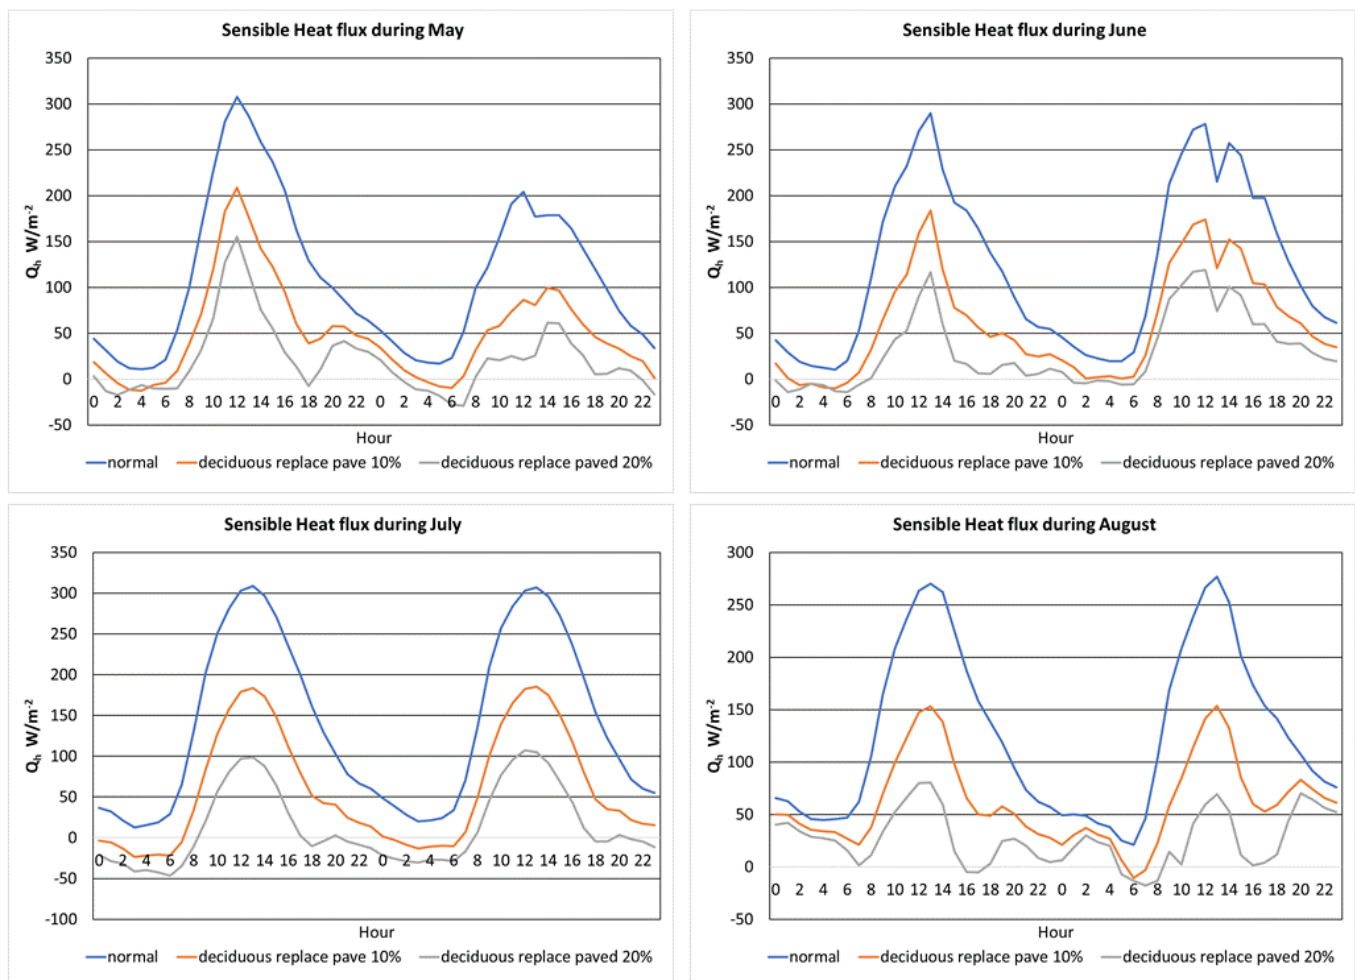 Sensible Heat flux during May
350
300
250
200
150
100
50
0
-50
Qh W/m-2
0 2 4 6 8 10 12 14 16 18 20 22 0 2 4 6 8 10 12 14 16 18 20 22
Hour
normal deciduous replace pave 10% deciduous replace paved 20%
Sensible Heat flux during June
350
300
250
200
150
100
50
0
-50
Qh W/m-2
0 2 4 6 8 10 12 14 16 18 20 22 0 2 4 6 8 10 12 14 16 18 20 22
Hour
normal deciduous replace pave 10% deciduous replace paved 20%
Sensible Heat flux during July
350
300
250
200
150
100
50
0
-50
-100
Qh W/m-2
0 2 4 6 8 10 12 14 16 18 20 22 0 2 4 6 8 10 12 14 16 18 20 22
Hour
normal deciduous replace pave 10% deciduous replace paved 20%
Sensible Heat flux during August
300
250
200
150
100
50
0
-50
Qh W/m-2
0 2 4 6 8 10 12 14 16 18 20 22 0 2 4 6 8 10 12 14 16 18 20 22
Hour
normal deciduous replace pave 10% deciduous replace paved 20%